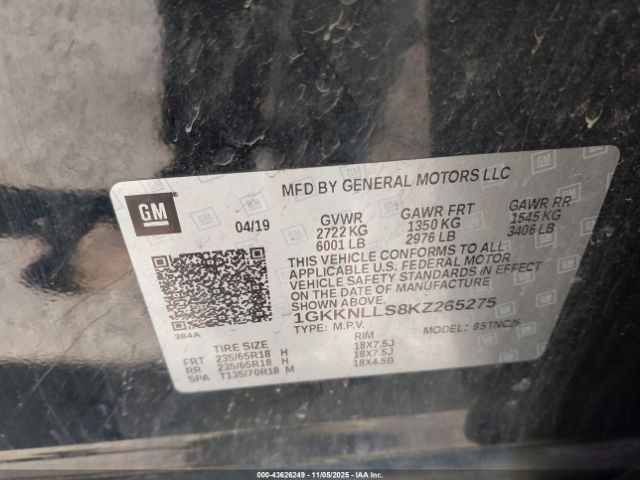 MFD BY GENERAL MOTORS LLC
GM
04/19
GVWR GAWR FRT GAWR RR
2722 KG 1350 KG 1545 KG
6001 LB 2976 LB 3406 LB
THIS VEHICLE CONFORMS TO ALL
APPLICABLE U.S. FEDERAL MOTOR
VEHICLE SAFETY STANDARDS IN EFFECT
ON THE DATE OF MANUFACTURE
SHOWN ABOVE.
1GKKNLLS8KZ265275
TYPE: M.P.V. MODEL:
384A
TIRE SIZE RIM
FRT 235/65R18 H 18X7.5J
RR 235/65R18 H 18X7.5J
SPA T135/70R18 M 18X4.5B
000-43626249 - 11/05/2025 - IAAI.COM